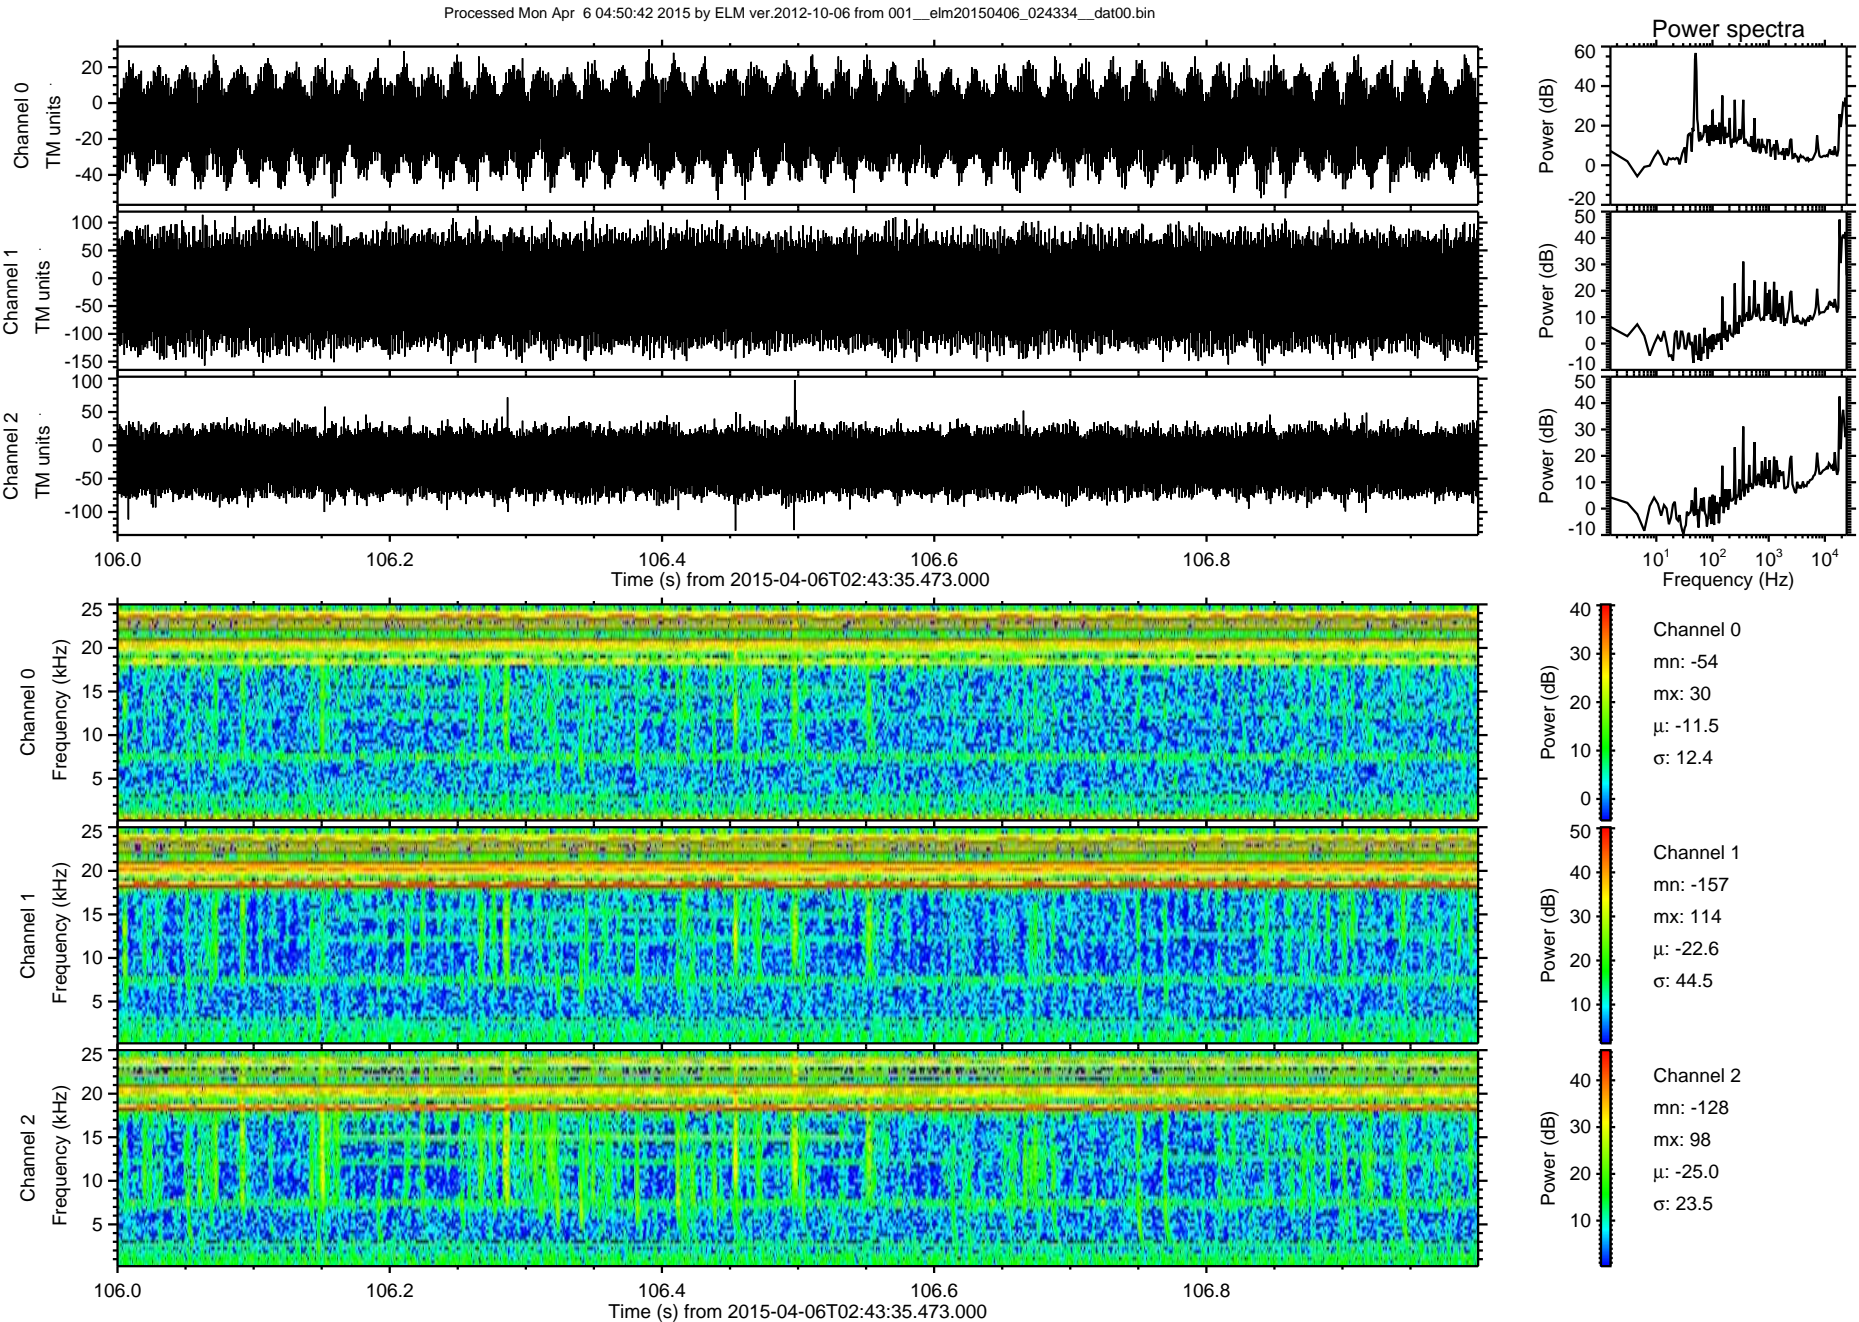 Processed Mon Apr  6 04:50:42 2015 by ELM ver.2012-10-06 from 001__elm20150406_024334__dat00.bin
Power spectra
Channel 0
TM units
20
0
-20
-40
Power (dB)
60
40
20
0
-20
Channel 1
TM units
100
50
0
-50
-100
-150
Power (dB)
50
40
30
20
10
0
-10
Channel 2
TM units
100
50
0
-50
-100
Power (dB)
50
40
30
20
10
0
-10
106.0 106.2 106.4 106.6 106.8
Time (s) from 2015-04-06T02:43:35.473.000
10¹ 10² 10³ 10⁴
Frequency (Hz)
Channel 0
Frequency (kHz)
25
20
15
10
5
Power (dB)
40
30
20
10
0
Channel 0
mn: -54
mx: 30
μ: -11.5
σ: 12.4
Channel 1
Frequency (kHz)
25
20
15
10
5
Power (dB)
50
40
30
20
10
Channel 1
mn: -157
mx: 114
μ: -22.6
σ: 44.5
Channel 2
Frequency (kHz)
25
20
15
10
5
Power (dB)
40
30
20
10
Channel 2
mn: -128
mx: 98
μ: -25.0
σ: 23.5
106.0 106.2 106.4 106.6 106.8
Time (s) from 2015-04-06T02:43:35.473.000